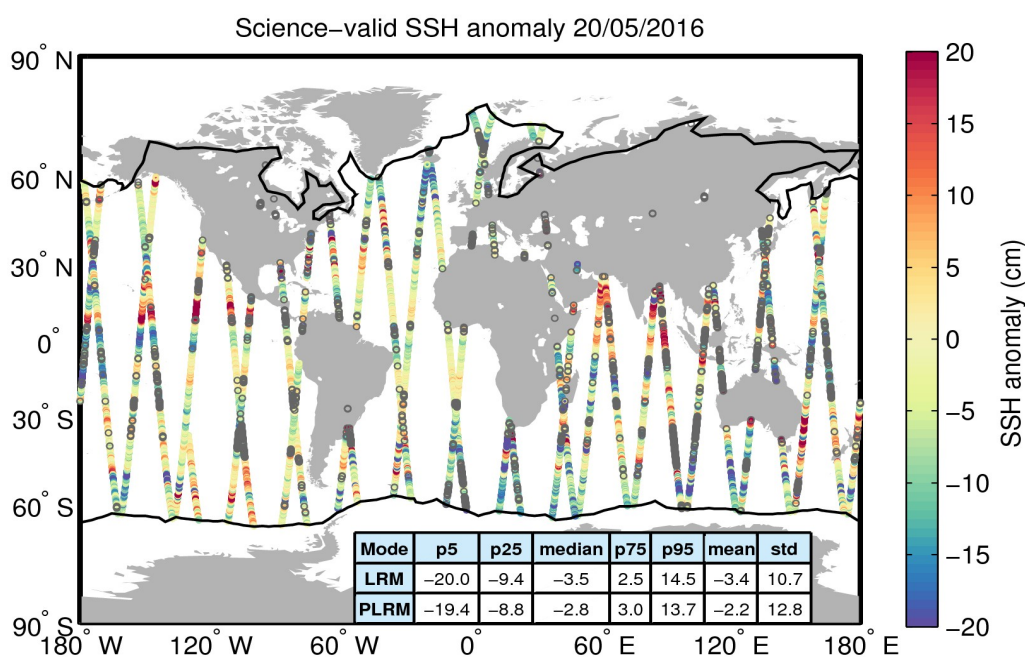 Science−valid SSH anomaly 20/05/2016
90° N
60° N
30° N
0°
30° S
60° S
90° S
180° W
120° W
60° W
0°
60° E
120° E
180° E
20
15
10
5
0
−5
−10
−15
−20
SSH anomaly (cm)
Mode p5 p25 median p75 p95 mean std
LRM −20.0 −9.4 −3.5 2.5 14.5 −3.4 10.7
PLRM −19.4 −8.8 −2.8 3.0 13.7 −2.2 12.8